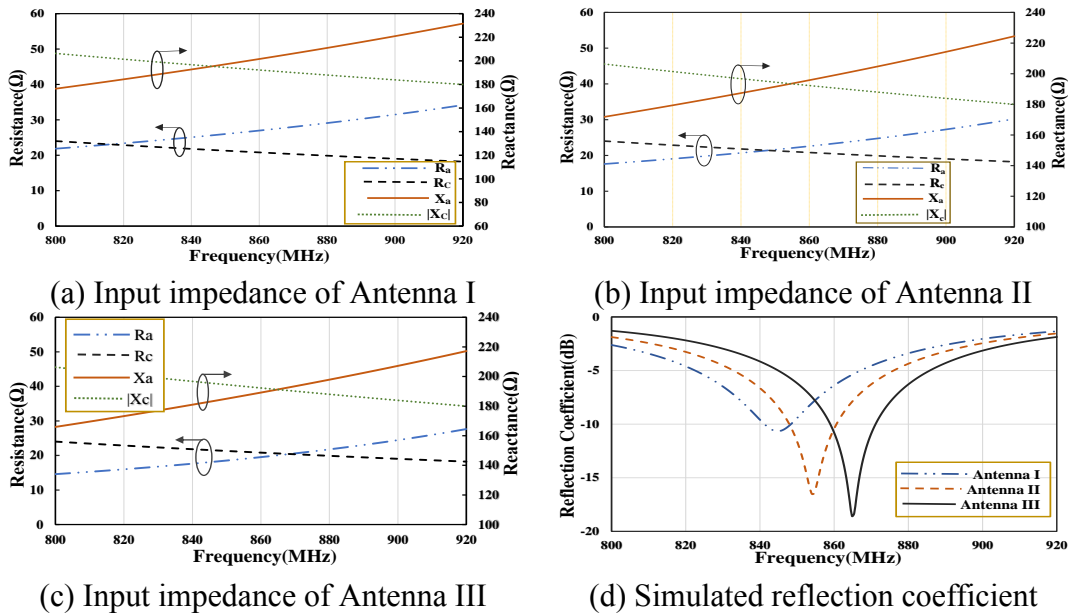 60
50
40
30
20
10
0
Resistance(Ω)
240
220
200
180
160
140
120
100
80
60
Reactance(Ω)
Ra
RC
Xa
|XC|
800 820 840 860 880 900 920
Frequency(MHz)
(a) Input impedance of Antenna I
60
50
40
30
20
10
0
Resistance(Ω)
240
220
200
180
160
140
120
100
Reactance(Ω)
Ra
Rc
Xa
|Xc|
800 820 840 860 880 900 920
Frequency(MHz)
(b) Input impedance of Antenna II
60
50
40
30
20
10
0
Resistance(Ω)
240
220
200
180
160
140
120
100
Reactance(Ω)
Ra
Rc
Xa
|Xc|
800 820 840 860 880 900 920
Frequency(MHz)
(c) Input impedance of Antenna III
0
-5
-10
-15
-20
Reflection Coefficient(dB)
Antenna I
Antenna II
Antenna III
800 820 840 860 880 900 920
Frequency(MHz)
(d) Simulated reflection coefficient